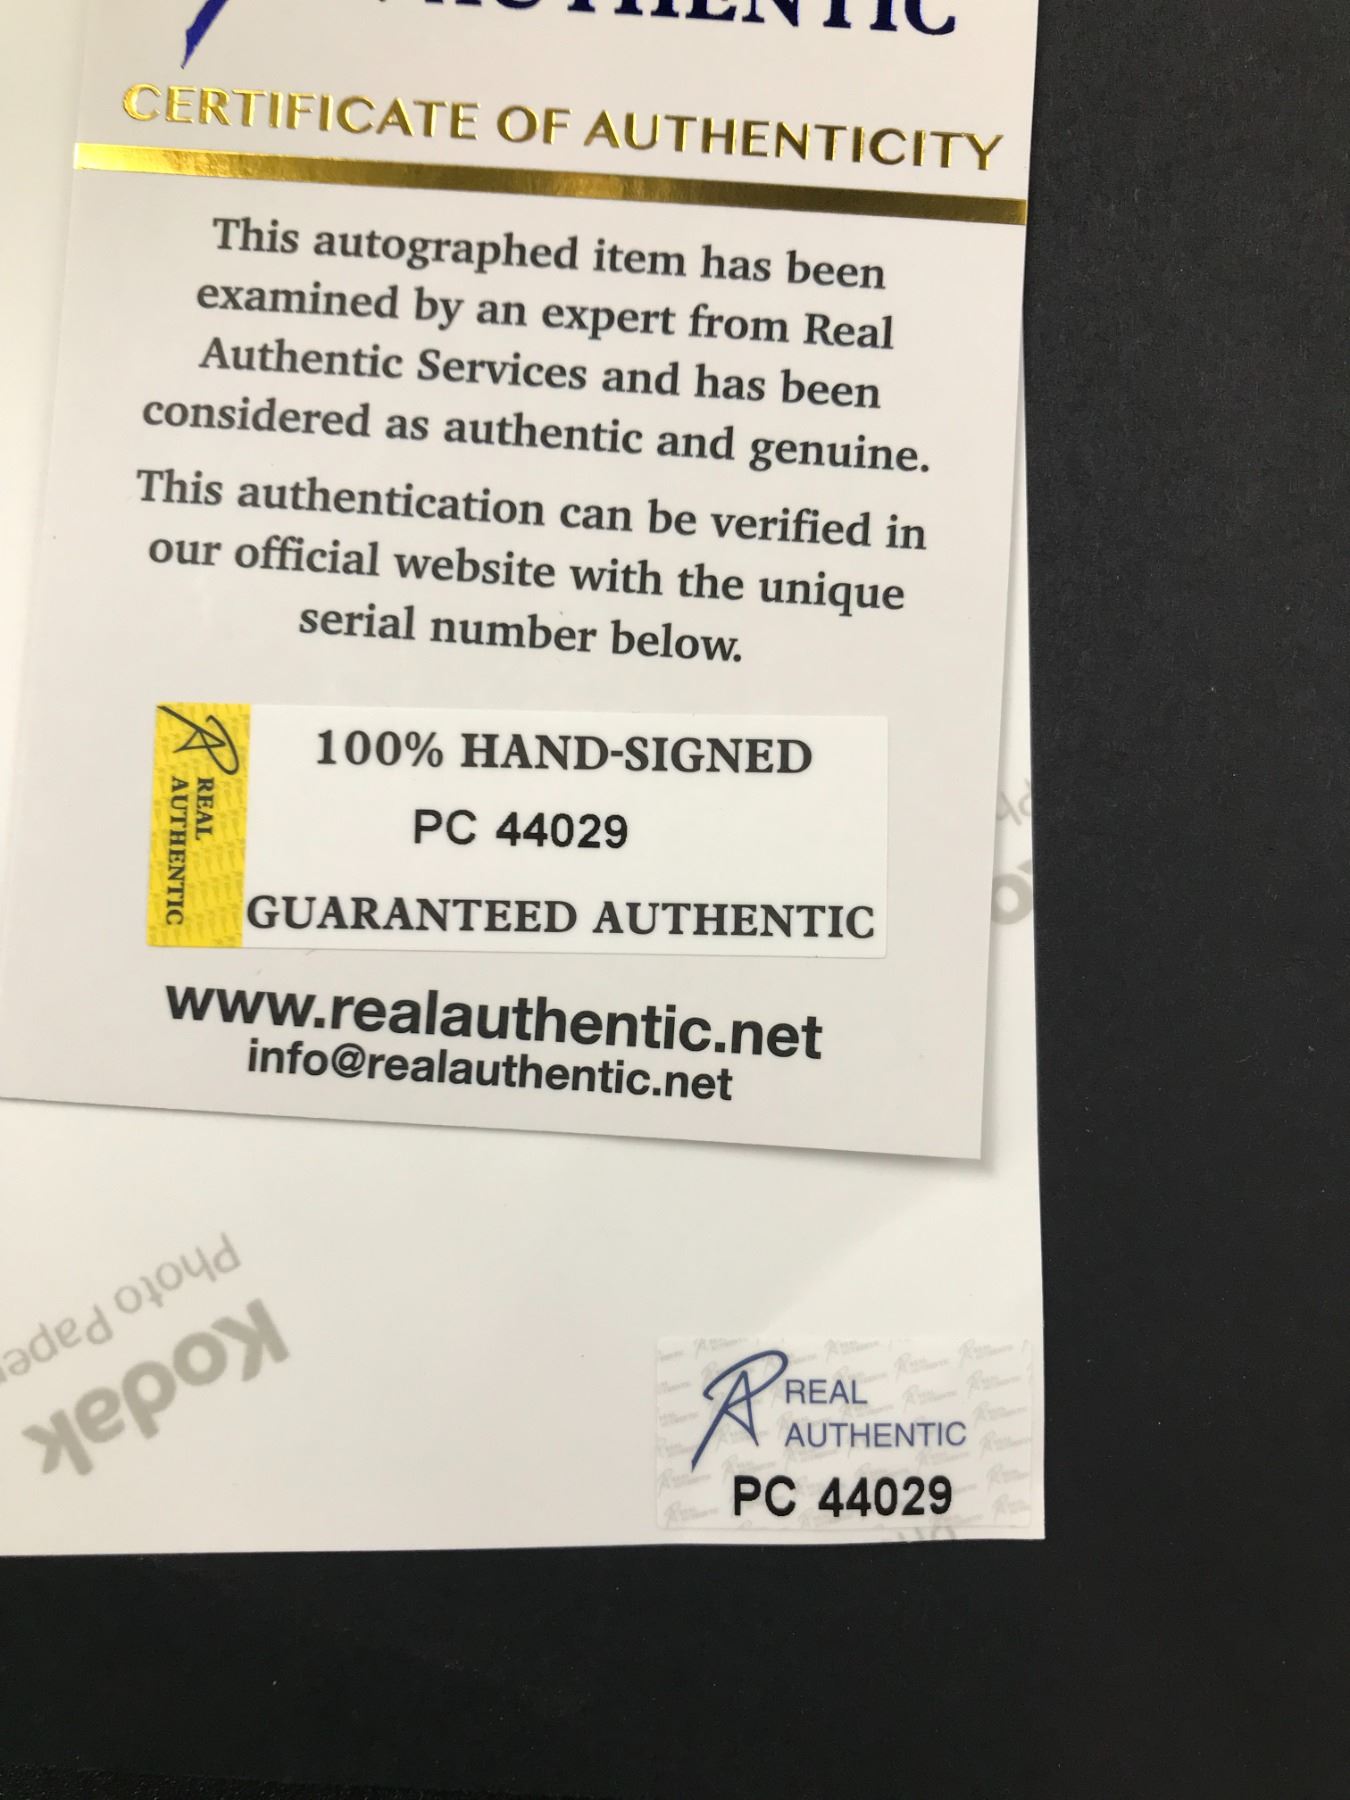 AUTHENTIC
CERTIFICATE OF AUTHENTICITY
This autographed item has been
examined by an expert from Real
Authentic Services and has been
considered as authentic and genuine.
This authentication can be verified in
our official website with the unique
serial number below.
REAL
AUTHENTIC
100% HAND-SIGNED
PC 44029
GUARANTEED AUTHENTIC
www.realauthentic.net
info@realauthentic.net
Kodak
Photo Paper
REAL
AUTHENTIC
PC 44029